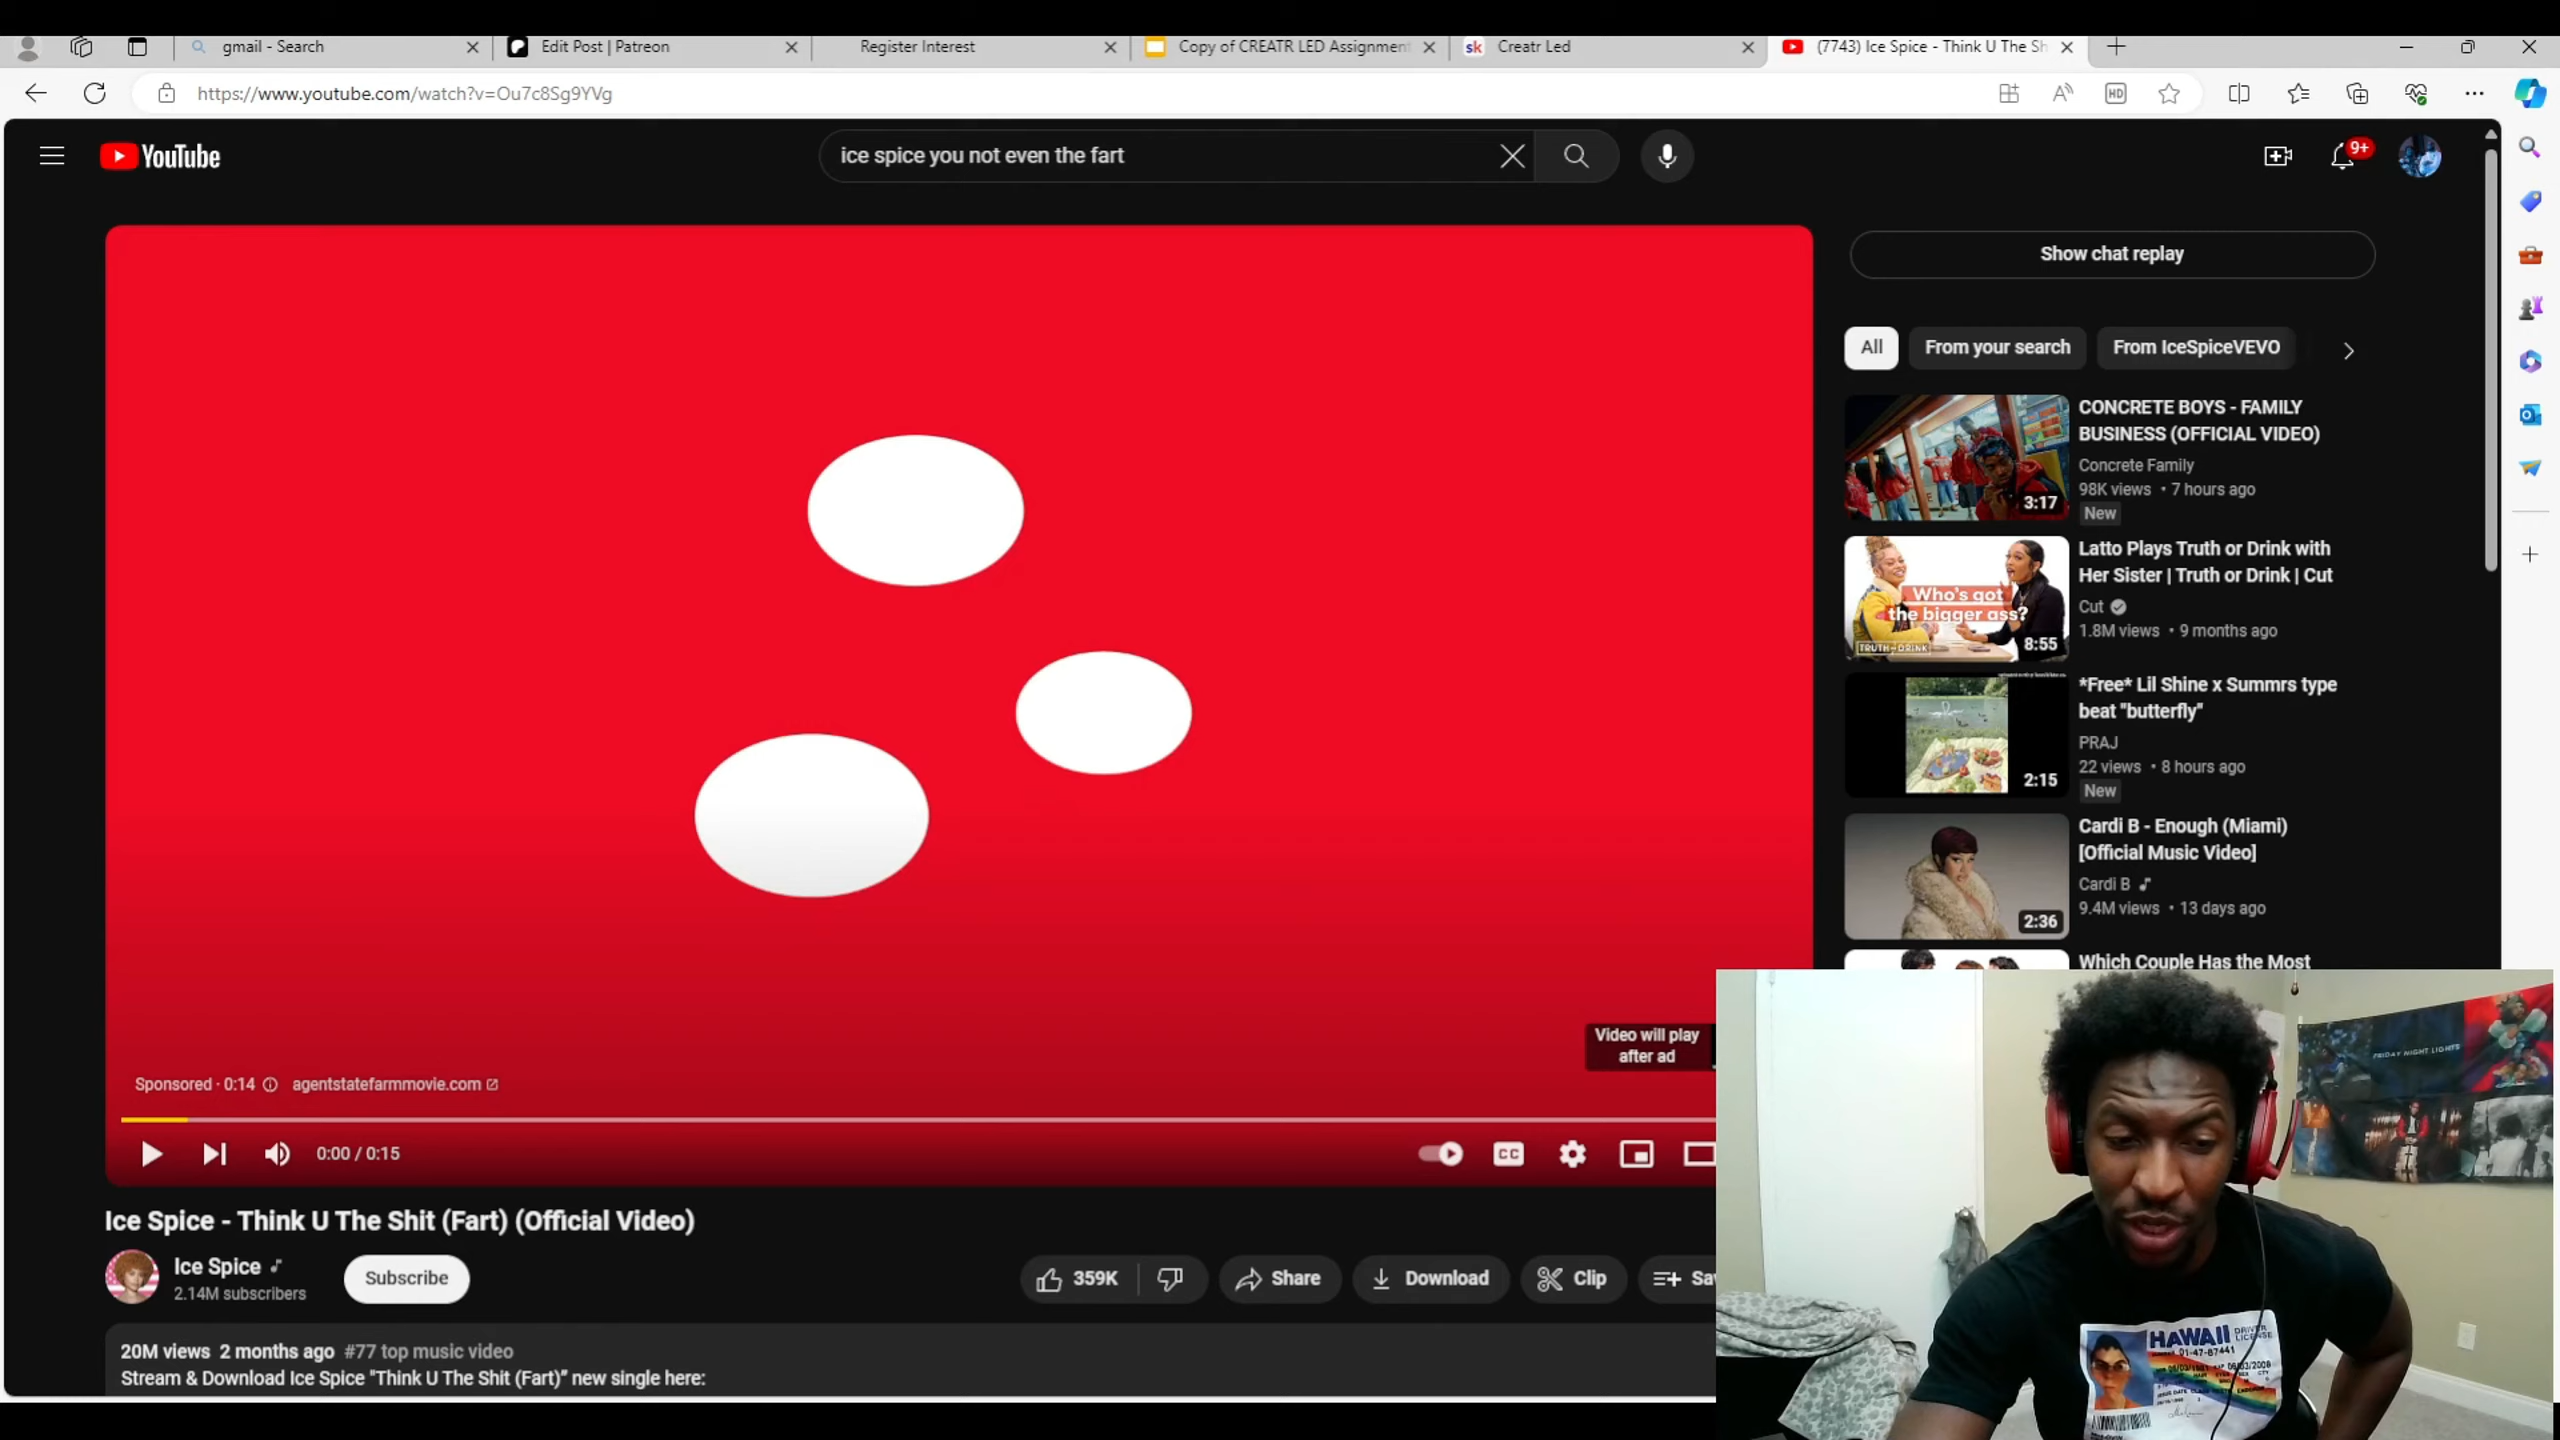 gmail - Search
Edit Post | Patreon
Register Interest
Copy of CREATR LED Assignment
sk Creatr Led
(7743) Ice Spice - Think U The Sh
https://www.youtube.com/watch?v=Ou7c8Sg9YVg
HD
YouTube
ice spice you not even the fart
9+
Show chat replay
All
From your search
From IceSpiceVEVO
CONCRETE BOYS - FAMILY
BUSINESS (OFFICIAL VIDEO)
Concrete Family
98K views • 7 hours ago
New
3:17
Latto Plays Truth or Drink with
Her Sister | Truth or Drink | Cut
Cut
1.8M views • 9 months ago
Who's got
the bigger ass?
TRUTH OR DRINK
8:55
*Free* Lil Shine x Summrs type
beat "butterfly"
PRAJ
22 views • 8 hours ago
New
2:15
Cardi B - Enough (Miami)
[Official Music Video]
Cardi B
9.4M views • 13 days ago
2:36
Which Couple Has the Most
Video will play
after ad
Sponsored · 0:14
agentstatefarmmovie.com
0:00 / 0:15
CC
Ice Spice - Think U The Shit (Fart) (Official Video)
Ice Spice
2.14M subscribers
Subscribe
359K
Share
Download
Clip
Sa
20M views 2 months ago #77 top music video
Stream & Download Ice Spice "Think U The Shit (Fart)" new single here:
FRIDAY NIGHT LIGHTS
HAWAII DRIVER
LICENSE
01-47-87441